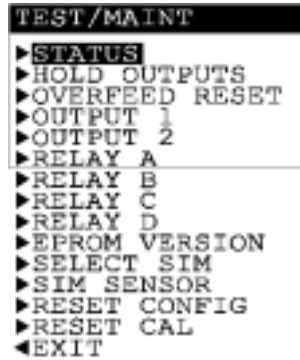 TEST/MAINT
▶STATUS
▶HOLD OUTPUTS
▶OVERFEED RESET
▶OUTPUT 1
▶OUTPUT 2
▶RELAY A
▶RELAY B
▶RELAY C
▶RELAY D
▶EPROM VERSION
▶SELECT SIM
▶SIM SENSOR
▶RESET CONFIG
▶RESET CAL
◀EXIT